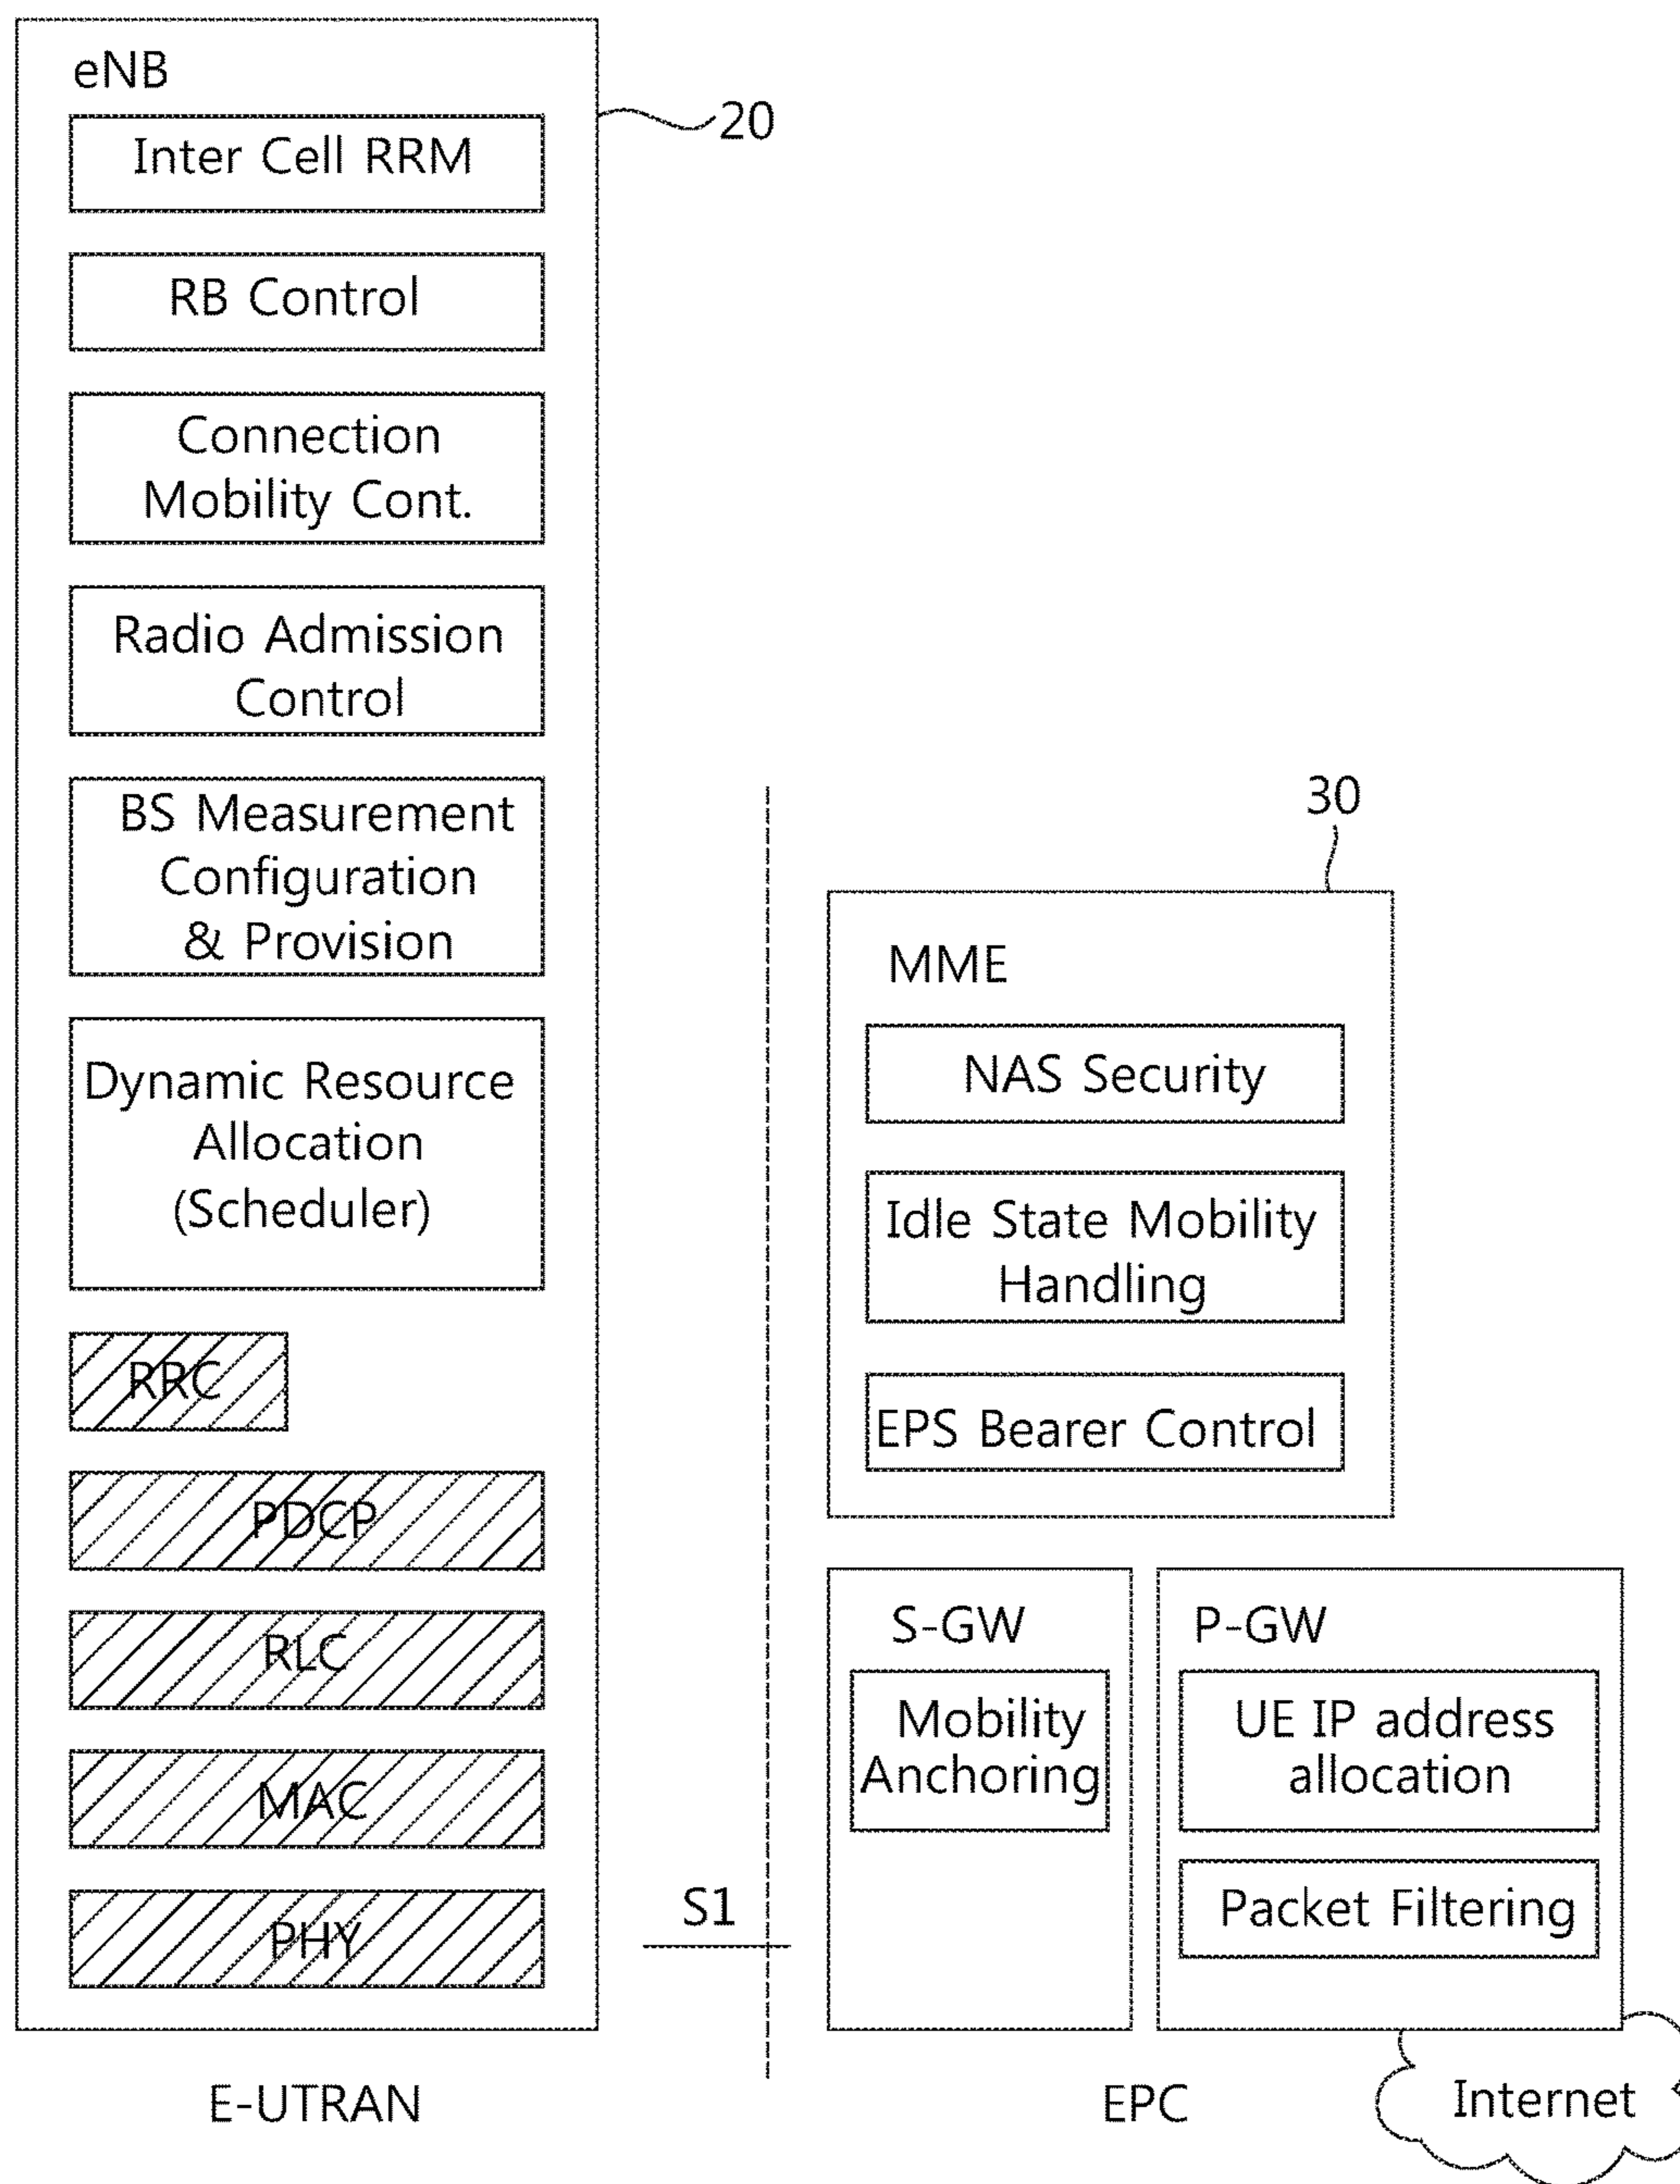 eNB
20
Inter Cell RRM
RB Control
Connection
Mobility Cont.
Radio Admission
Control
BS Measurement
Configuration
& Provision
Dynamic Resource
Allocation
(Scheduler)
RRC
PDCP
RLC
MAC
PHY
E-UTRAN
S1
30
MME
NAS Security
Idle State Mobility
Handling
EPS Bearer Control
S-GW
Mobility
Anchoring
P-GW
UE IP address
allocation
Packet Filtering
EPC
Internet